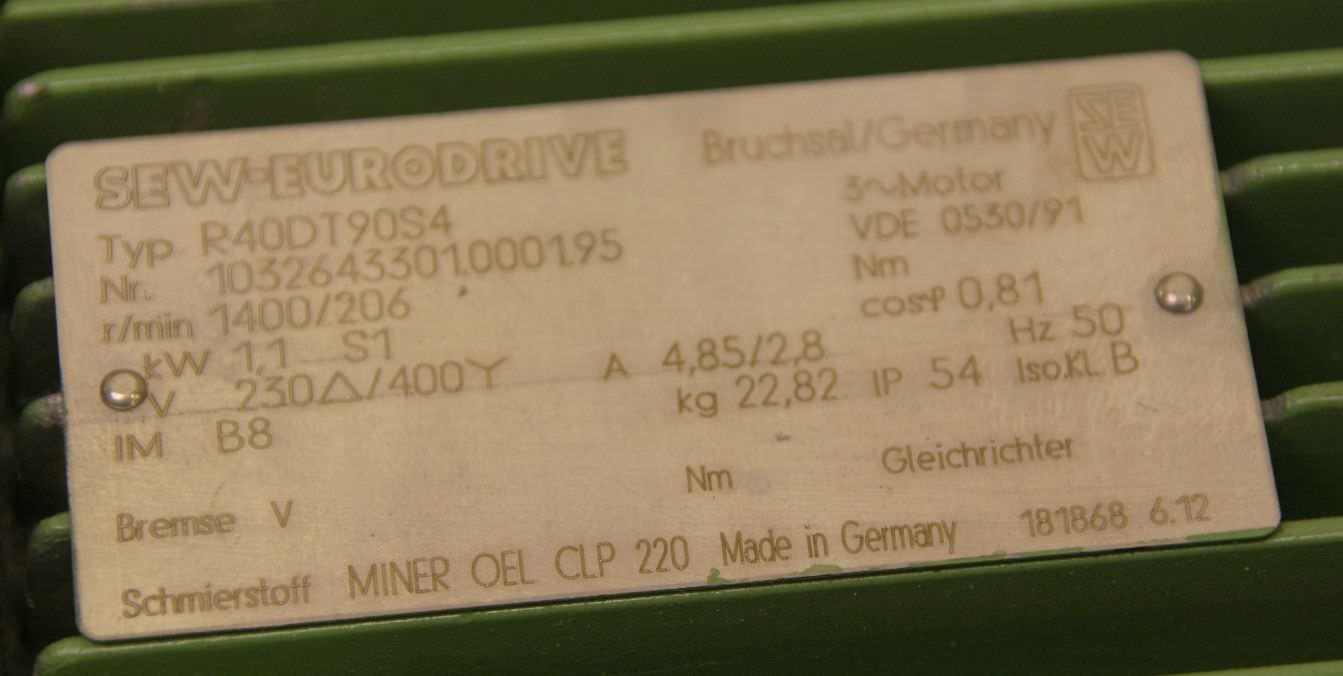 SEW-EURODRIVE Bruchsal/Germany SEW
Typ R40DT90S4 3~Motor
Nr. 1032643301.0001.95 VDE 0530/91
r/min 1400/206 Nm
kW 1,1 S1 cosφ 0,81
V 230△/400Y A 4,85/2,8 Hz 50
IM B8 kg 22,82 IP 54 Iso.Kl. B
Bremse V Nm Gleichrichter
Schmierstoff MINER OEL CLP 220 Made in Germany 181868 6.12